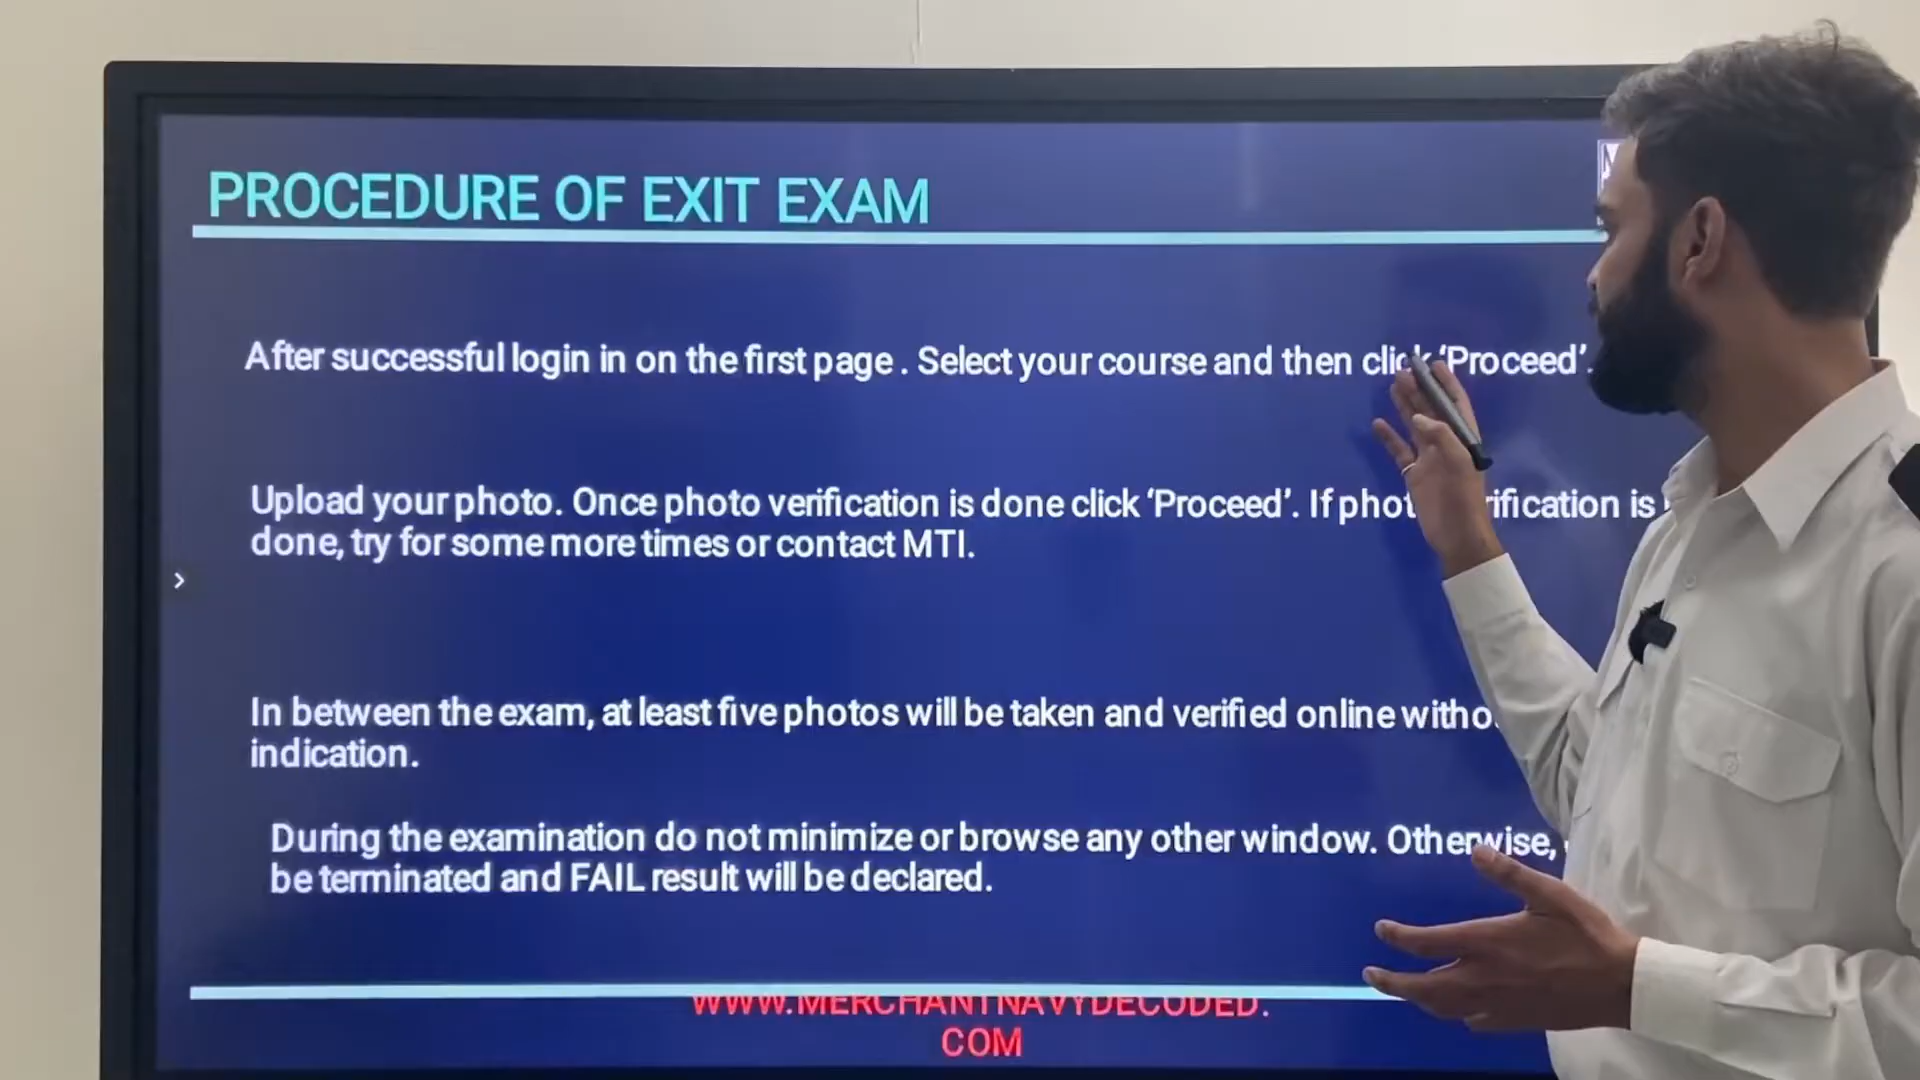 PROCEDURE OF EXIT EXAM
After successful login in on the first page . Select your course and then click ‘Proceed’.
Upload your photo. Once photo verification is done click ‘Proceed’. If photo verification is
done, try for some more times or contact MTI.
In between the exam, at least five photos will be taken and verified online
indication.
During the examination do not minimize or browse any other window. Otherwise,
be terminated and FAIL result will be declared.
WWW.MERCHANTNAVYDECODED.
COM